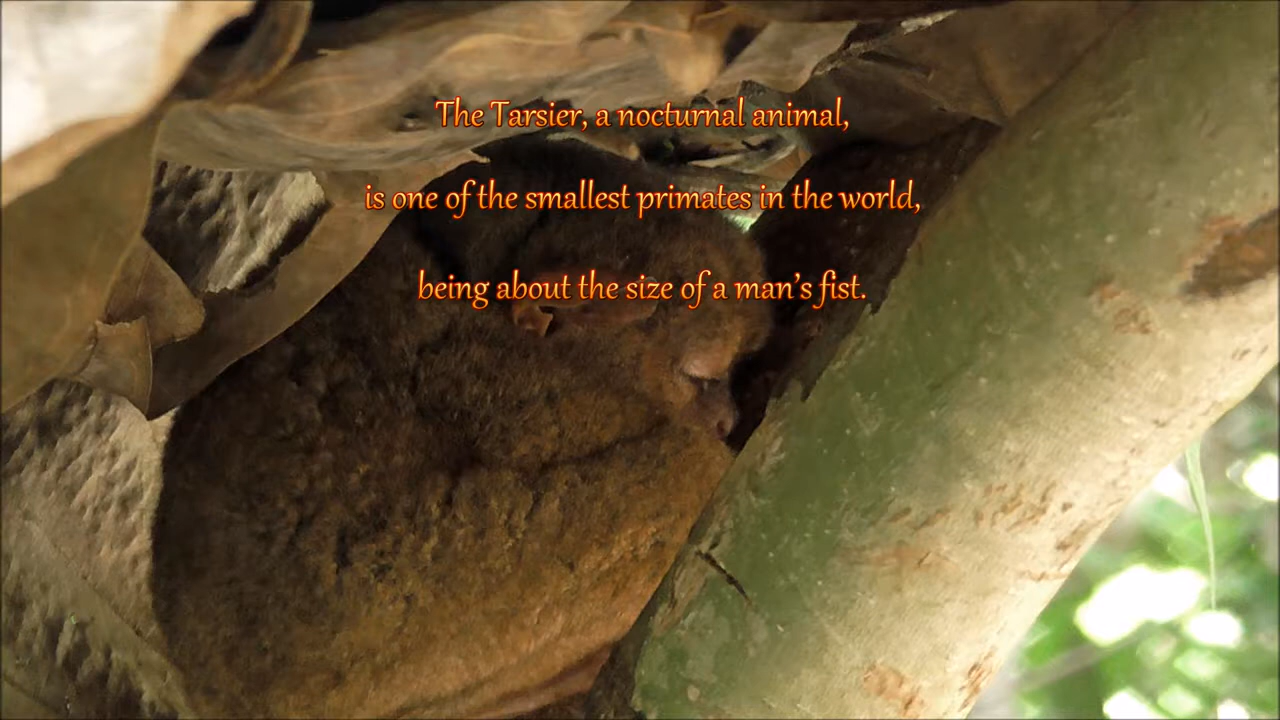 The Tarsier, a nocturnal animal,
is one of the smallest primates in the world,
being about the size of a man’s fist.